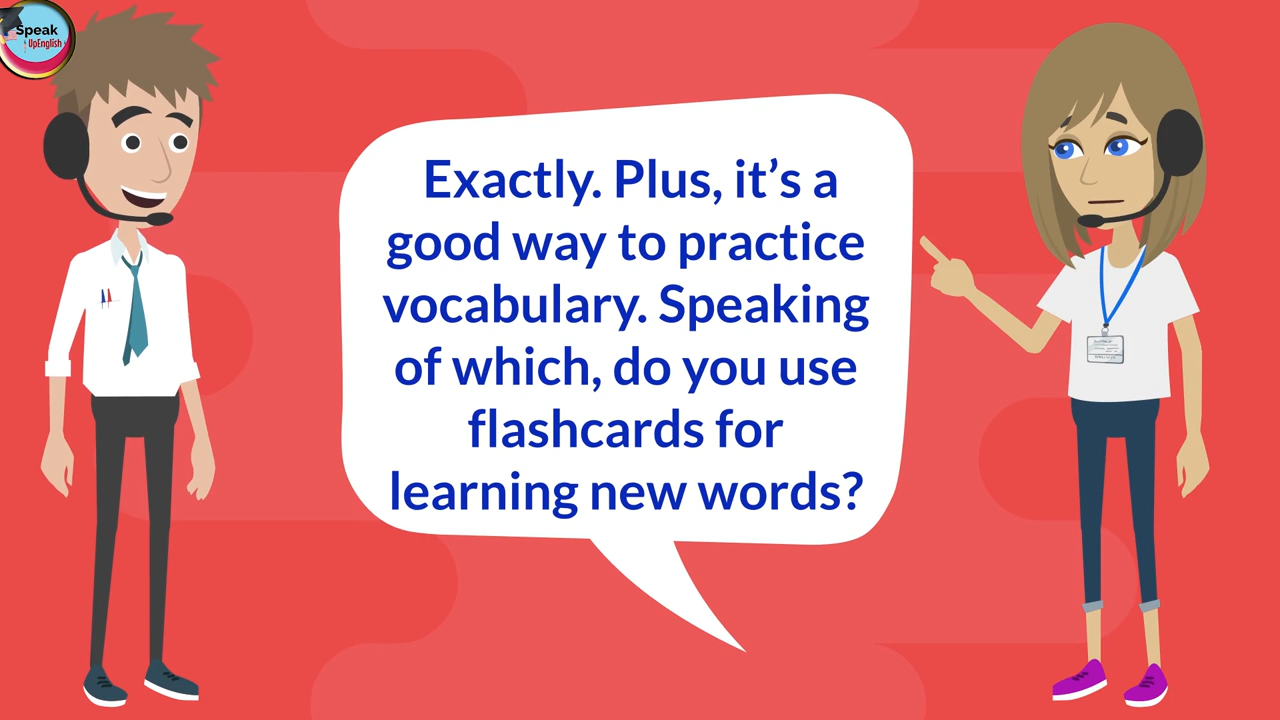 Speak
UpEnglish
Exactly. Plus, it’s a
good way to practice
vocabulary. Speaking
of which, do you use
flashcards for
learning new words?